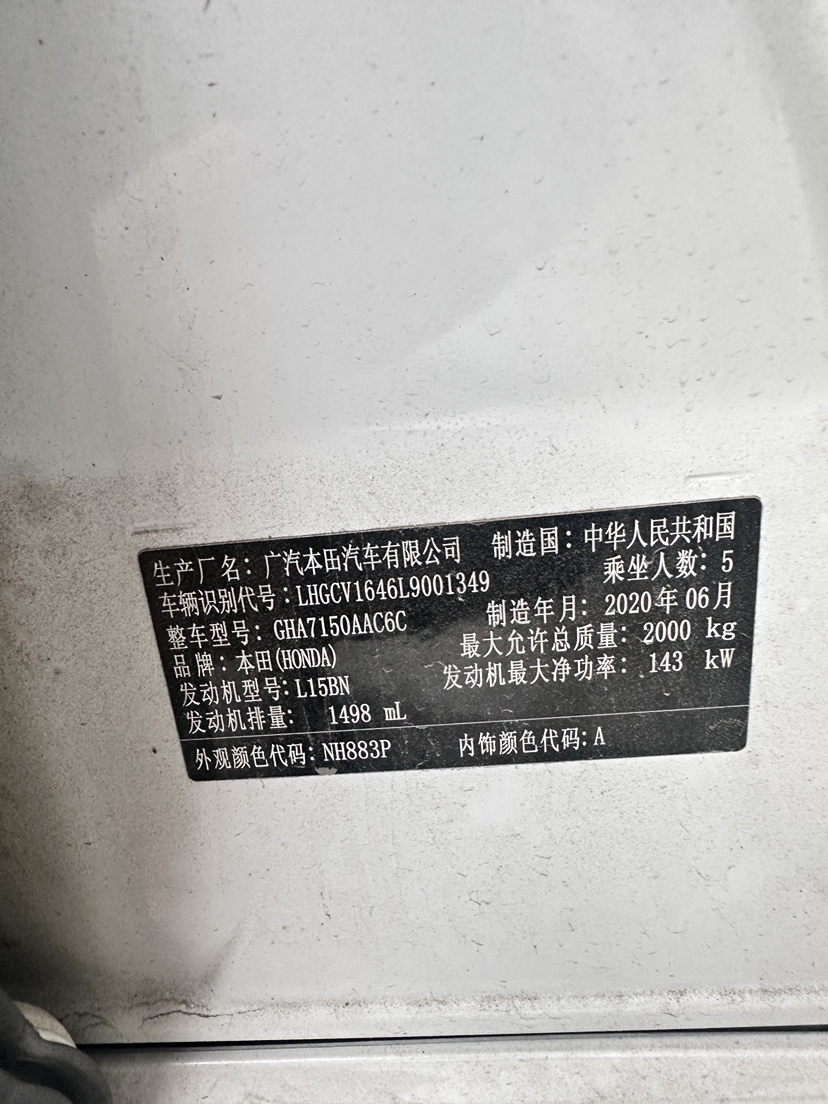 生产厂名：广汽本田汽车有限公司 制造国：中华人民共和国
车辆识别代号：LHGCV1646L9001349 乘坐人数：5
整车型号：GHA7150AAC6C 制造年月：2020年06月
品牌：本田(HONDA) 最大允许总质量：2000 kg
发动机型号：L15BN 发动机最大净功率：143 kW
发动机排量： 1498 mL
外观颜色代码：NH883P 内饰颜色代码：A